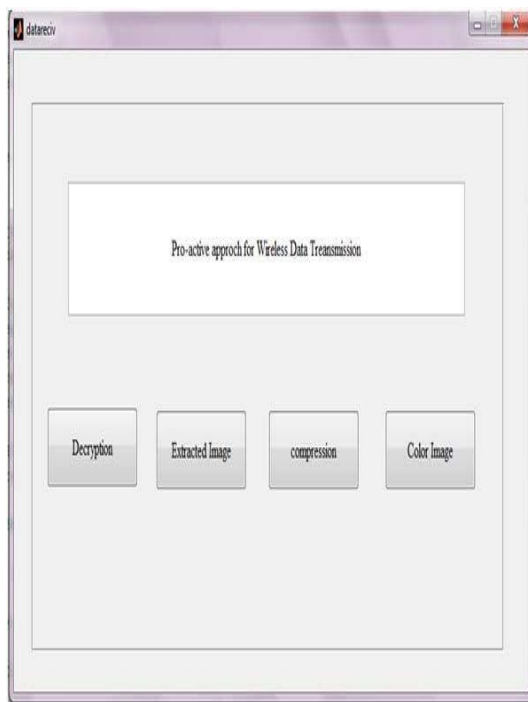 datareciv
Pro-active approch for Wireless Data Treansmission
Decryption
Extracted Image
compression
Color Image